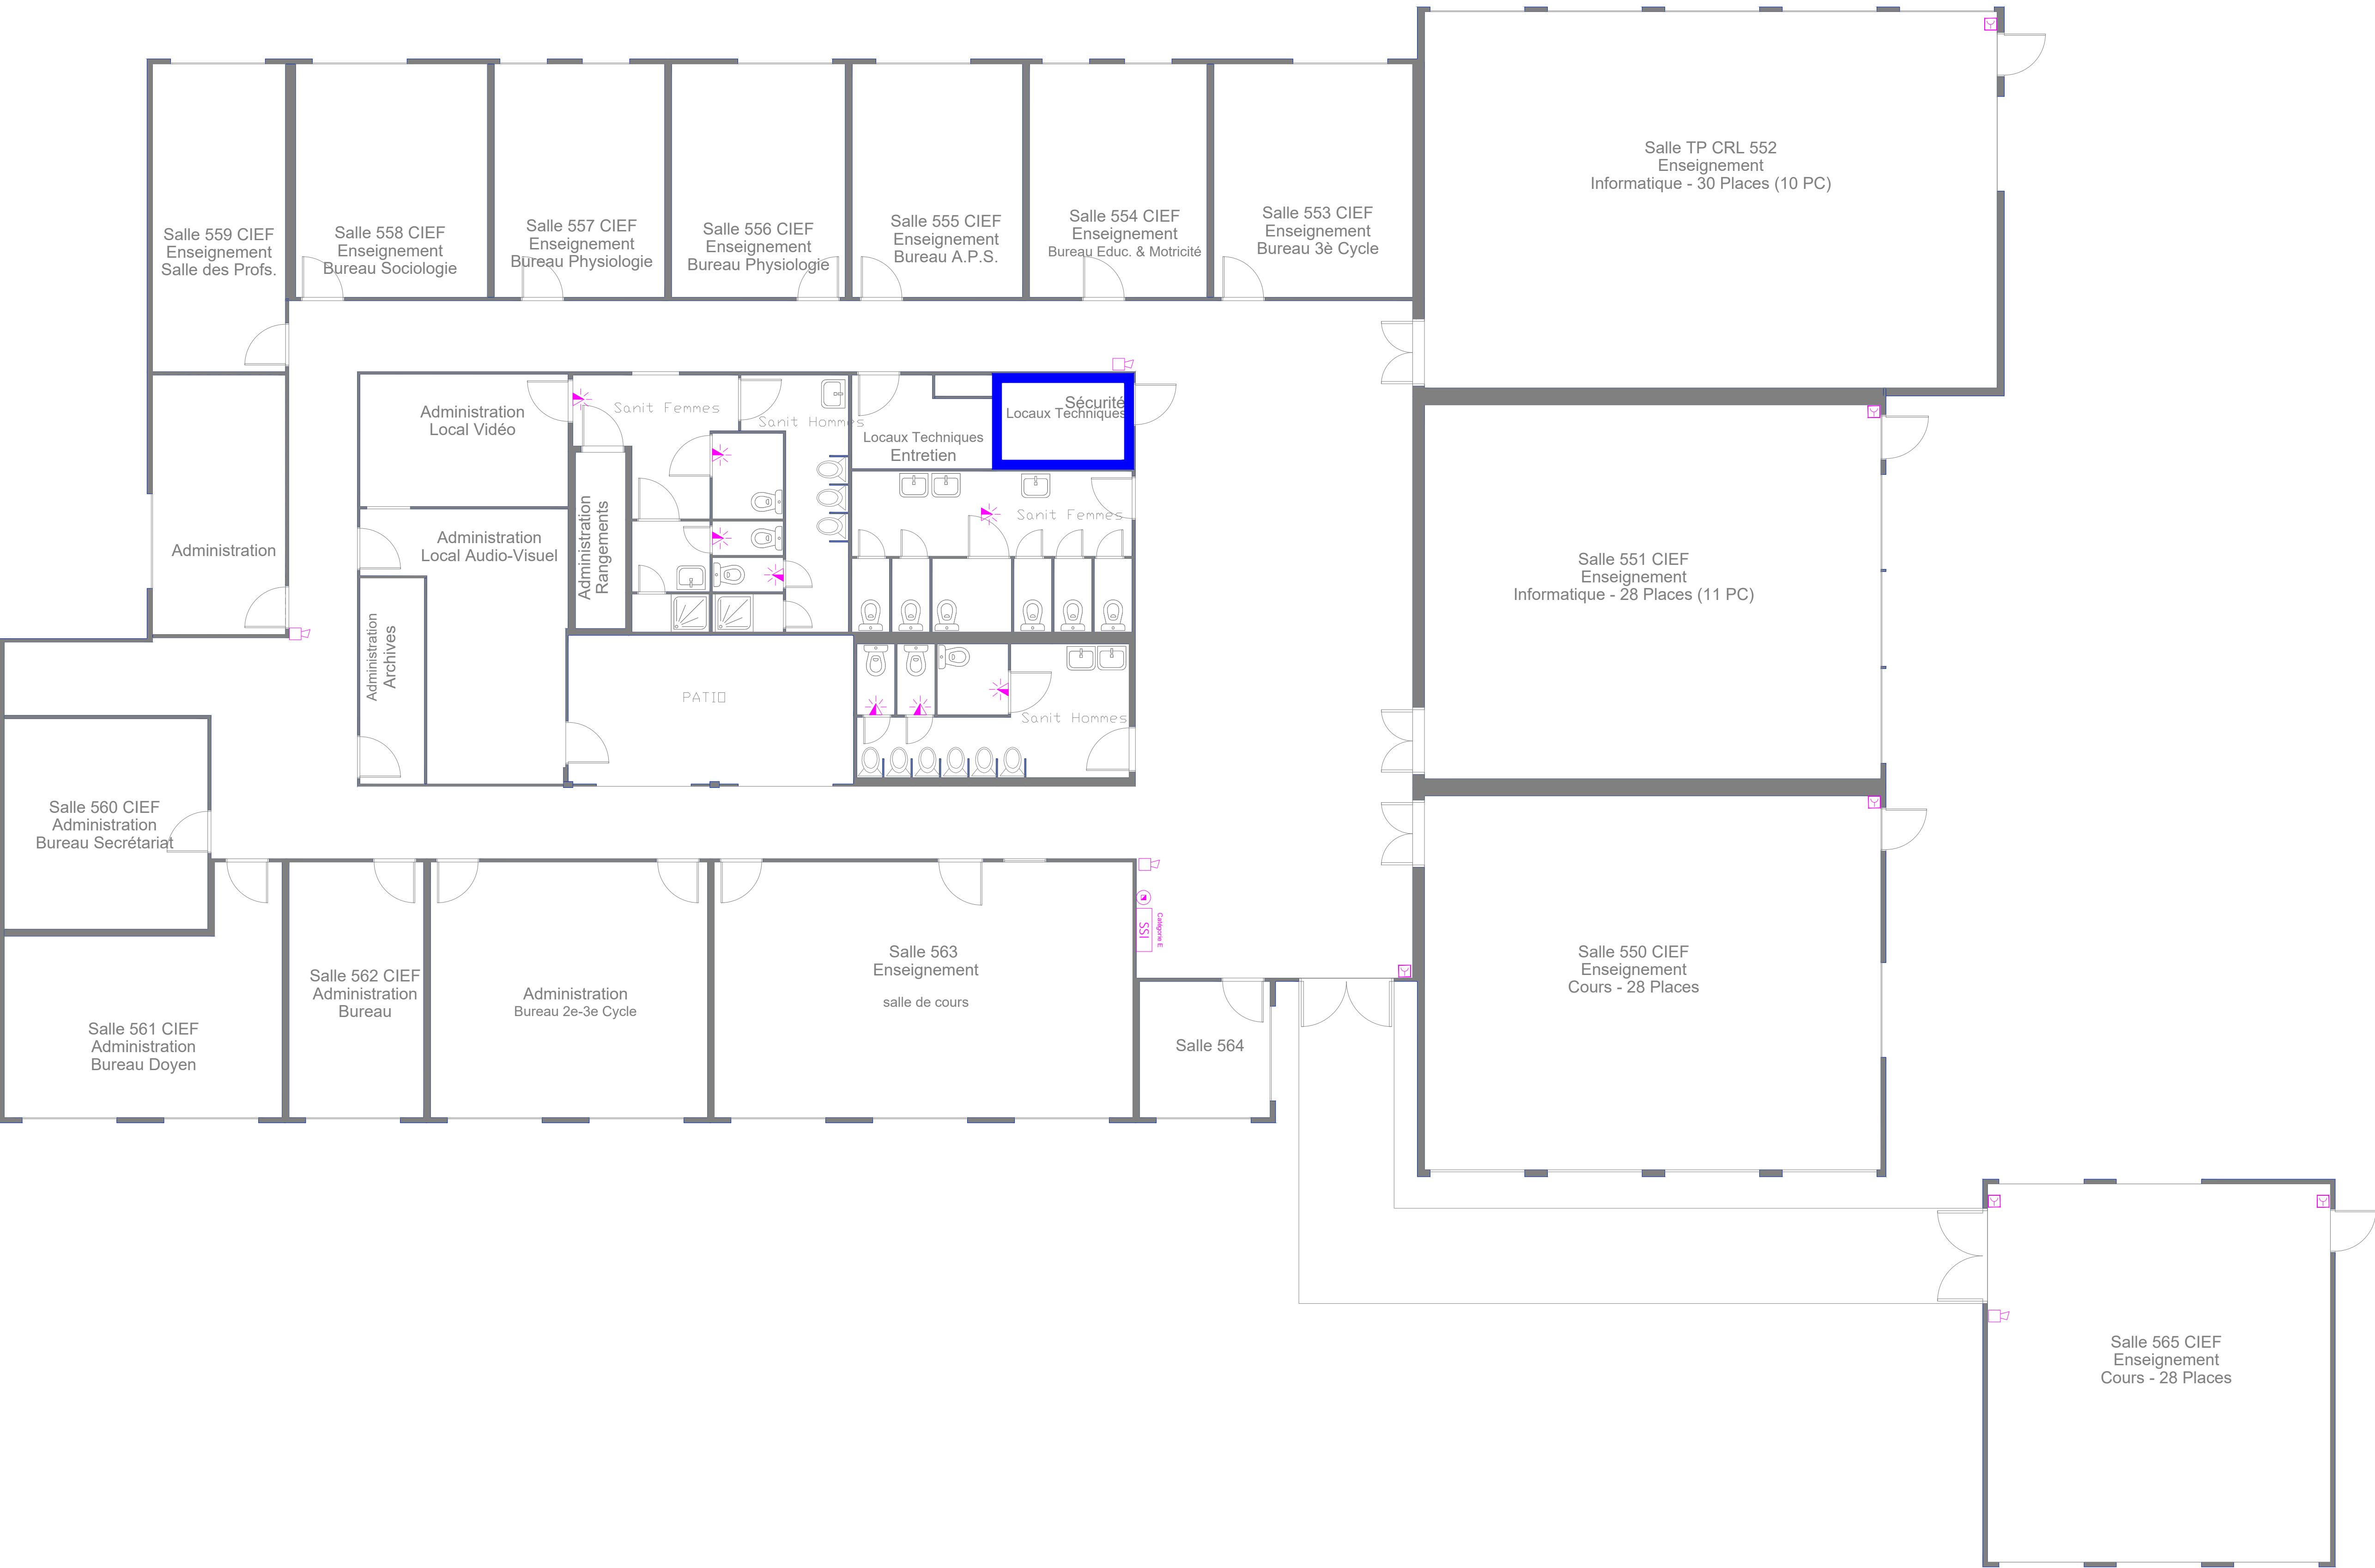 Salle TP CRL 552
Enseignement
Informatique - 30 Places (10 PC)
Salle 559 CIEF
Enseignement
Salle des Profs.
Salle 558 CIEF
Enseignement
Bureau Sociologie
Salle 557 CIEF
Enseignement
Bureau Physiologie
Salle 556 CIEF
Enseignement
Bureau Physiologie
Salle 555 CIEF
Enseignement
Bureau A.P.S.
Salle 554 CIEF
Enseignement
Bureau Educ. & Motricité
Salle 553 CIEF
Enseignement
Bureau 3è Cycle
Administration
Local Vidéo
Sanit Femmes
Sanit Hommes
Locaux Techniques
Entretien
Sécurité
Locaux Techniques
Administration
Administration
Local Audio-Visuel
Administration
Rangements
Sanit Femmes
Salle 551 CIEF
Enseignement
Informatique - 28 Places (11 PC)
Administration
Archives
PATIO
Sanit Hommes
Salle 560 CIEF
Administration
Bureau Secrétariat
Salle 561 CIEF
Administration
Bureau Doyen
Salle 562 CIEF
Administration
Bureau
Administration
Bureau 2e-3e Cycle
Salle 563
Enseignement
salle de cours
SSI
Catégorie E
Salle 564
Salle 550 CIEF
Enseignement
Cours - 28 Places
Salle 565 CIEF
Enseignement
Cours - 28 Places